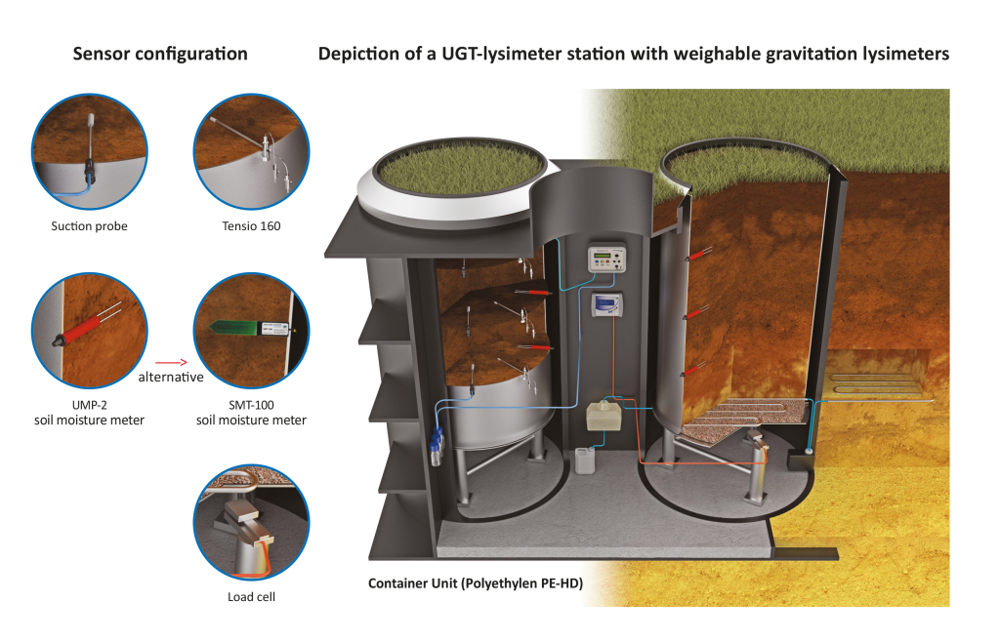 Sensor configuration
Depiction of a UGT-lysimeter station with weighable gravitation lysimeters
Suction probe
Tensio 160
alternative
UMP-2
soil moisture meter
SMT-100
soil moisture meter
Load cell
Container Unit (Polyethylen PE-HD)